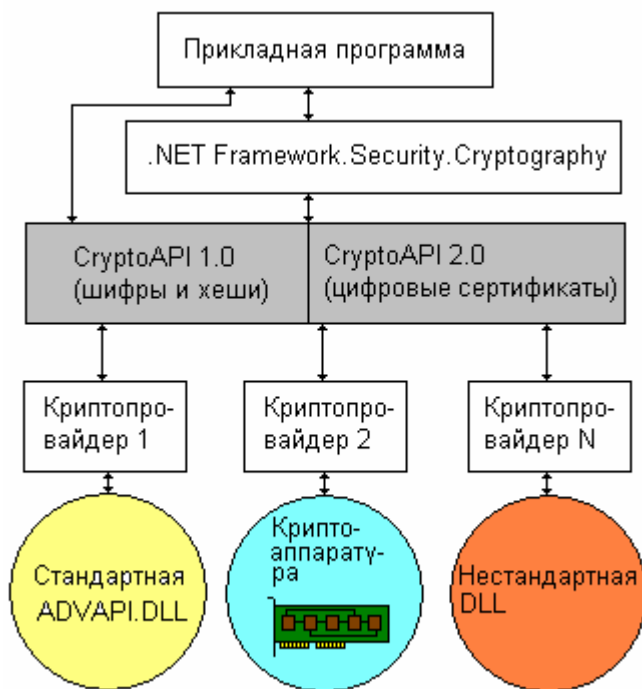 Прикладная программа
.NET Framework.Security.Cryptography
CryptoAPI 1.0
(шифры и хеши)
CryptoAPI 2.0
(цифровые сертификаты)
Криптопро-
вайдер 1
Криптопро-
вайдер 2
Криптопро-
вайдер N
Стандартная
ADVAPI.DLL
Крипто-
аппарату-
ра
Нестандартная
DLL